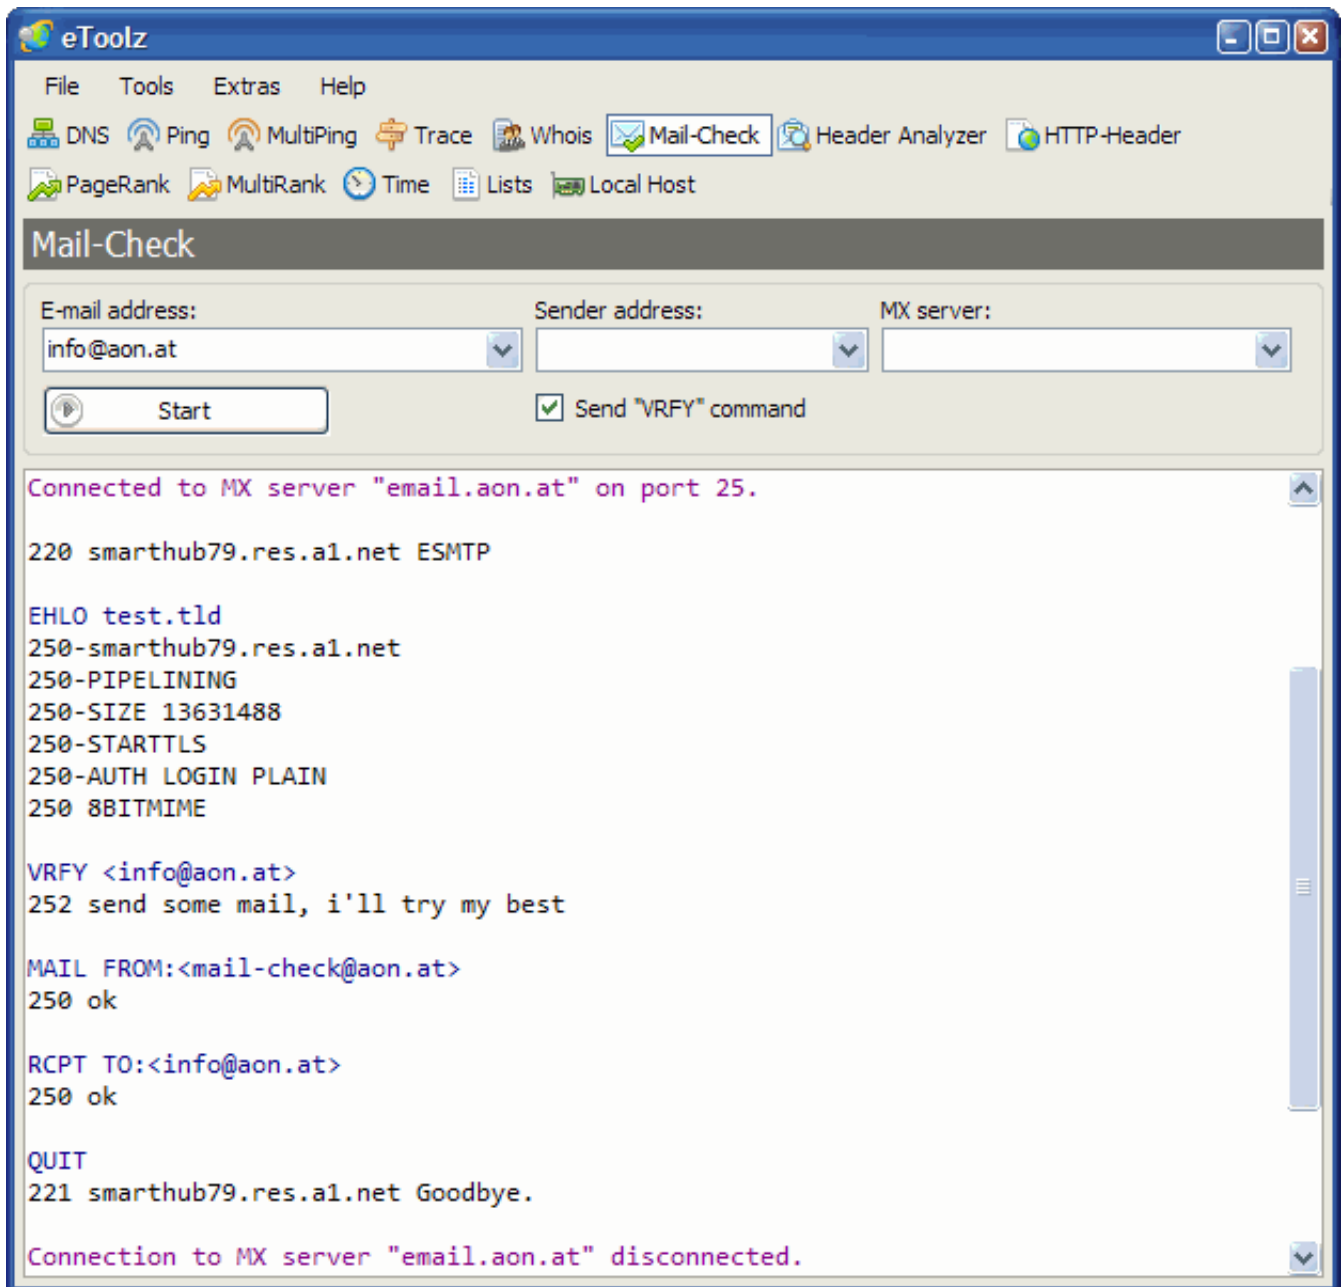 eToolz
File Tools Extras Help
DNS Ping MultiPing Trace Whois Mail-Check Header Analyzer HTTP-Header
PageRank MultiRank Time Lists Local Host
Mail-Check
E-mail address: Sender address: MX server:
info@aon.at
Start Send "VRFY" command
Connected to MX server "email.aon.at" on port 25.
220 smarthub79.res.a1.net ESMTP
EHLO test.tld
250-smarthub79.res.a1.net
250-PIPELINING
250-SIZE 13631488
250-STARTTLS
250-AUTH LOGIN PLAIN
250 8BITMIME
VRFY <info@aon.at>
252 send some mail, i'll try my best
MAIL FROM:<mail-check@aon.at>
250 ok
RCPT TO:<info@aon.at>
250 ok
QUIT
221 smarthub79.res.a1.net Goodbye.
Connection to MX server "email.aon.at" disconnected.